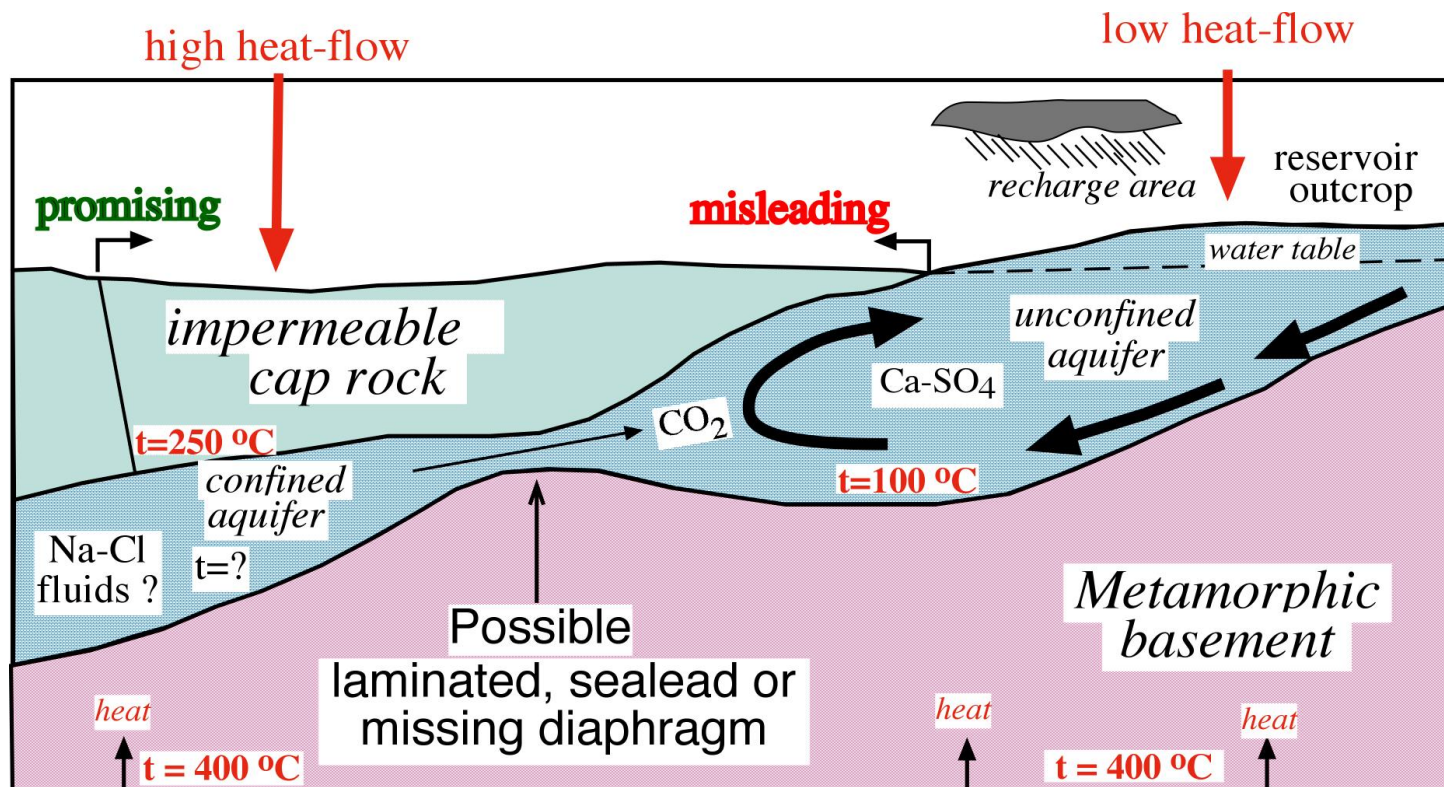 high heat-flow
low heat-flow
recharge area
reservoir
outcrop
promising
misleading
water table
impermeable
cap rock
unconfined
aquifer
Ca-SO4
CO2
t=250 °C
confined
aquifer
t=100 °C
Na-Cl
fluids ?
t=?
Possible
laminated, sealead or
missing diaphragm
Metamorphic
basement
heat
heat
heat
t = 400 °C
t = 400 °C